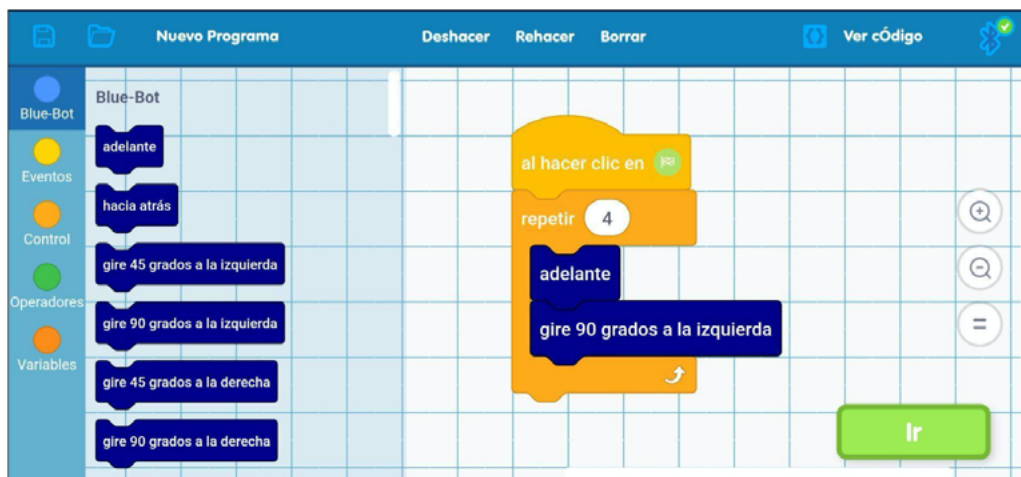 Nuevo Programa
Deshacer
Rehacer
Borrar
Ver cÓdigo
Blue-Bot
Eventos
Control
Operadores
Variables
Blue-Bot
adelante
hacia atrás
gire 45 grados a la izquierda
gire 90 grados a la izquierda
gire 45 grados a la derecha
gire 90 grados a la derecha
al hacer clic en
repetir 4
adelante
gire 90 grados a la izquierda
Ir